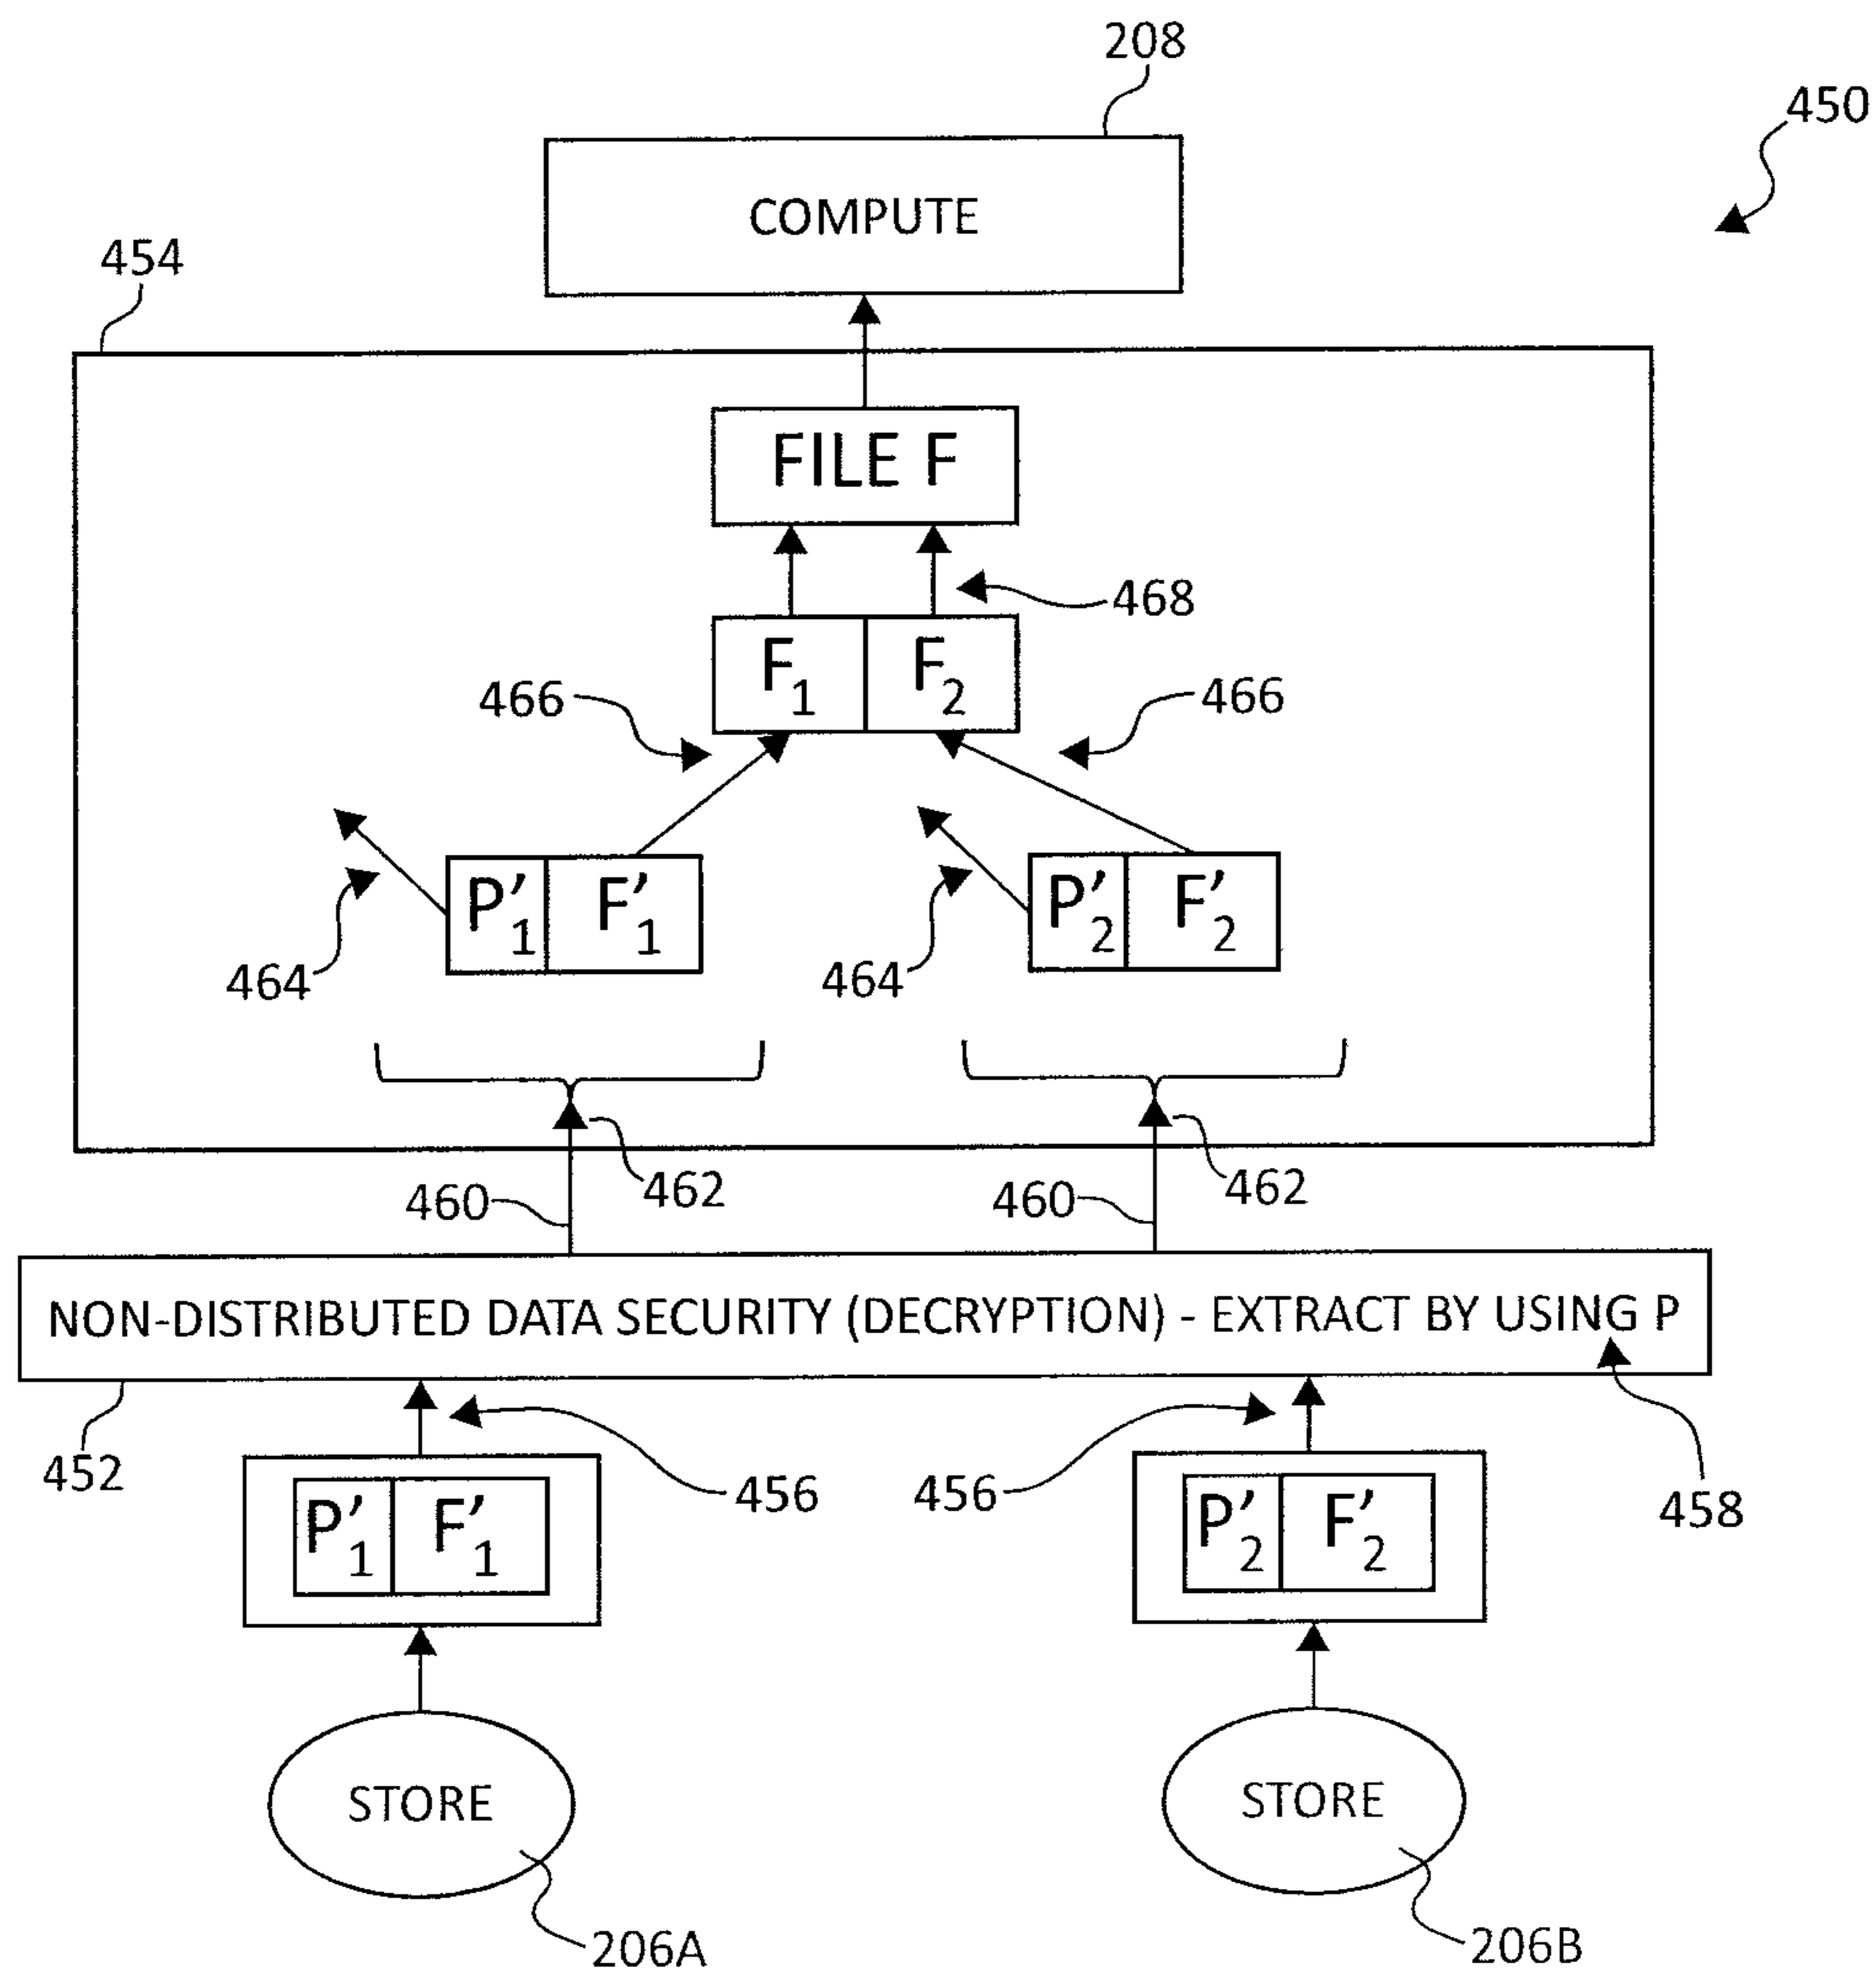 208
450
COMPUTE
454
FILE F
468
F1 F2
466 466
P'1 F'1 P'2 F'2
464 464
462 462
460 460
NON-DISTRIBUTED DATA SECURITY (DECRYPTION) - EXTRACT BY USING P
452 456 456 458
P'1 F'1 P'2 F'2
STORE STORE
206A 206B